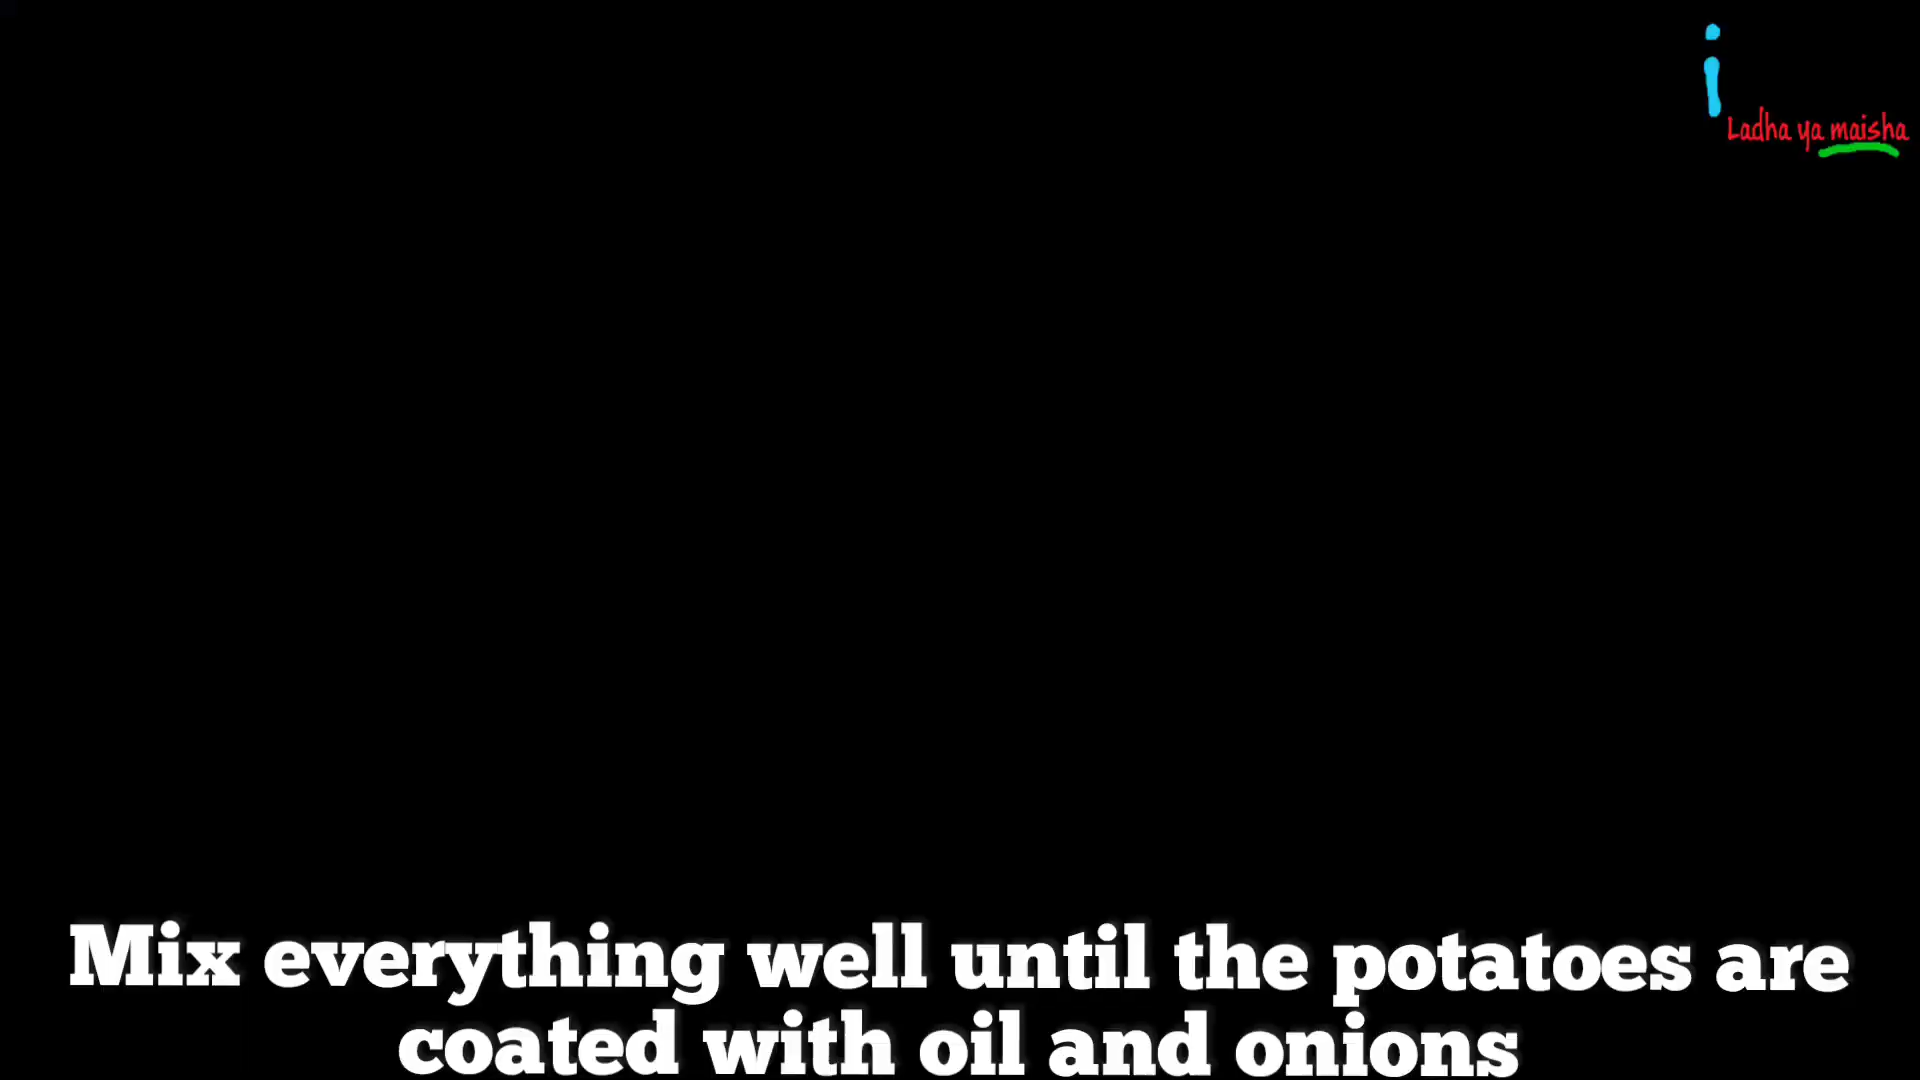 i
Ladha ya maisha
Mix everything well until the potatoes are
coated with oil and onions